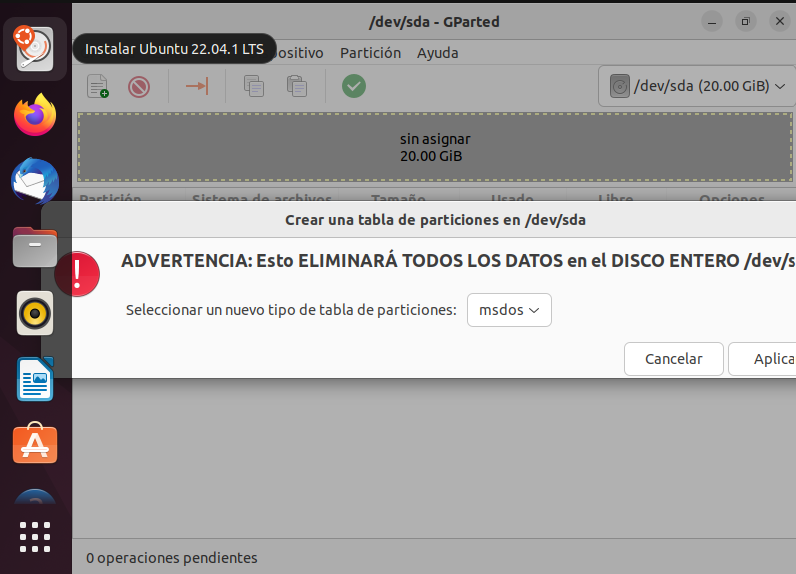 /dev/sda - GParted
Instalar Ubuntu 22.04.1 LTS
ositivo Partición Ayuda
/dev/sda (20.00 GiB)
sin asignar
20.00 GiB
Partición Sistema de archivos Tamaño Usado Libre Opciones
Crear una tabla de particiones en /dev/sda
ADVERTENCIA: Esto ELIMINARÁ TODOS LOS DATOS en el DISCO ENTERO /dev/s
Seleccionar un nuevo tipo de tabla de particiones: msdos
Cancelar Aplica
0 operaciones pendientes